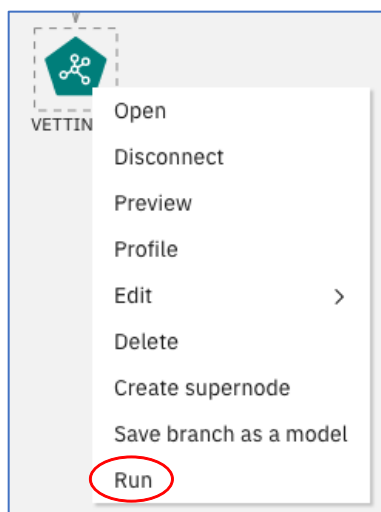 VETTIN
Open
Disconnect
Preview
Profile
Edit
Delete
Create supernode
Save branch as a model
Run